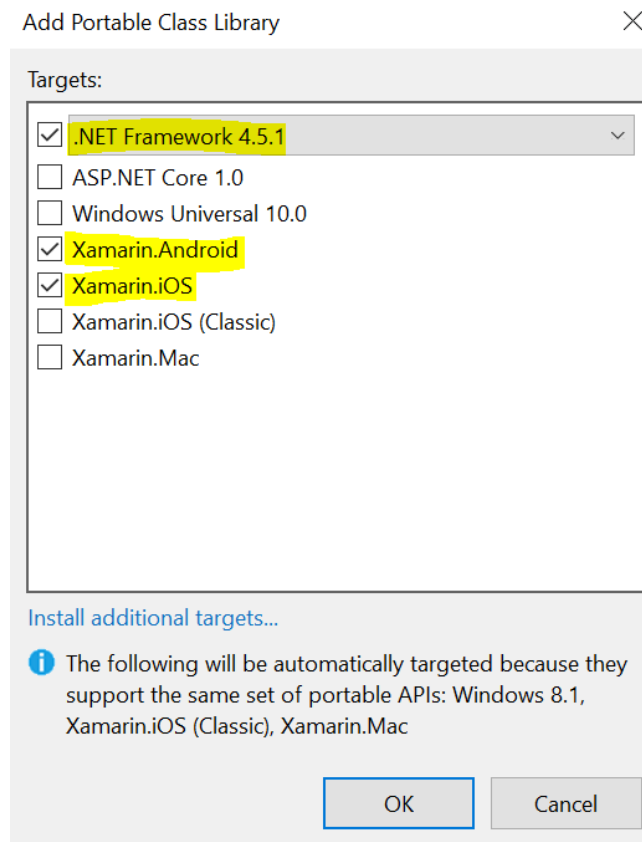 Add Portable Class Library
Targets:
.NET Framework 4.5.1
ASP.NET Core 1.0
Windows Universal 10.0
Xamarin.Android
Xamarin.iOS
Xamarin.iOS (Classic)
Xamarin.Mac
Install additional targets...
The following will be automatically targeted because they
support the same set of portable APIs: Windows 8.1,
Xamarin.iOS (Classic), Xamarin.Mac
OK
Cancel